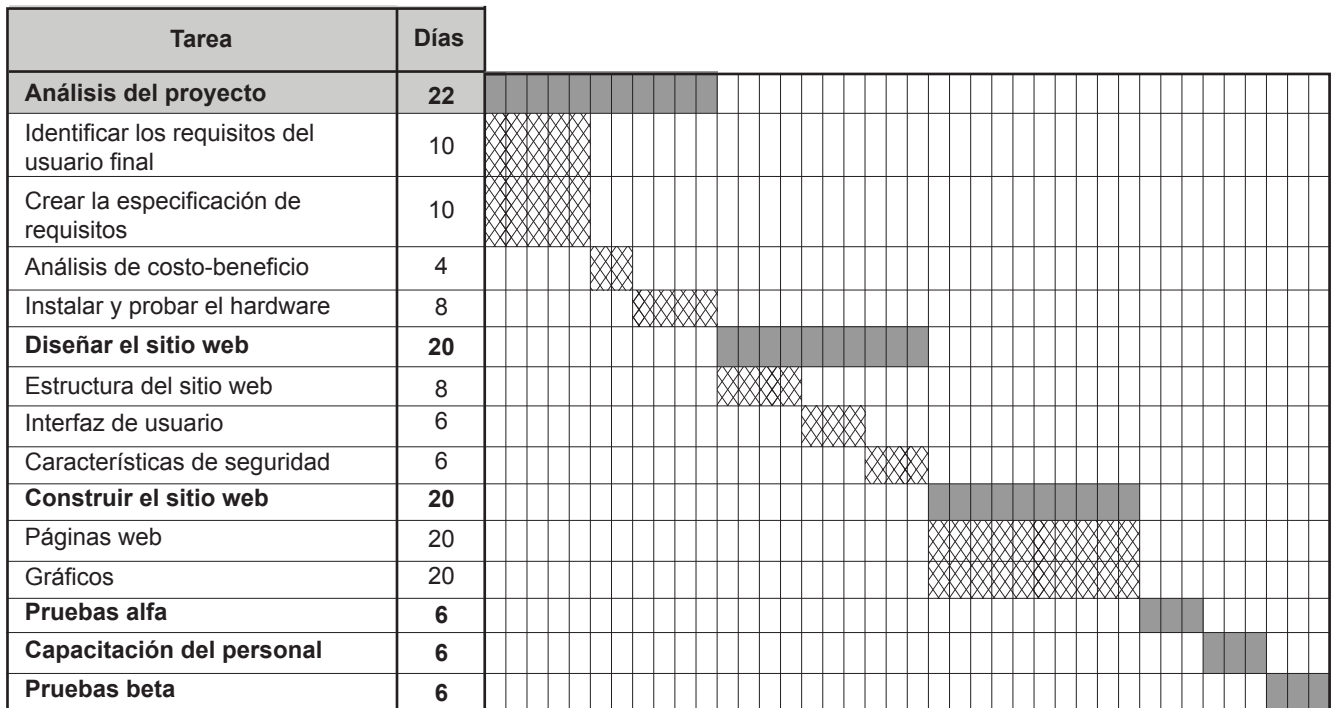 Tarea Días
Análisis del proyecto 22
Identificar los requisitos del
usuario final 10
Crear la especificación de
requisitos 10
Análisis de costo-beneficio 4
Instalar y probar el hardware 8
Diseñar el sitio web 20
Estructura del sitio web 8
Interfaz de usuario 6
Características de seguridad 6
Construir el sitio web 20
Páginas web 20
Gráficos 20
Pruebas alfa 6
Capacitación del personal 6
Pruebas beta 6